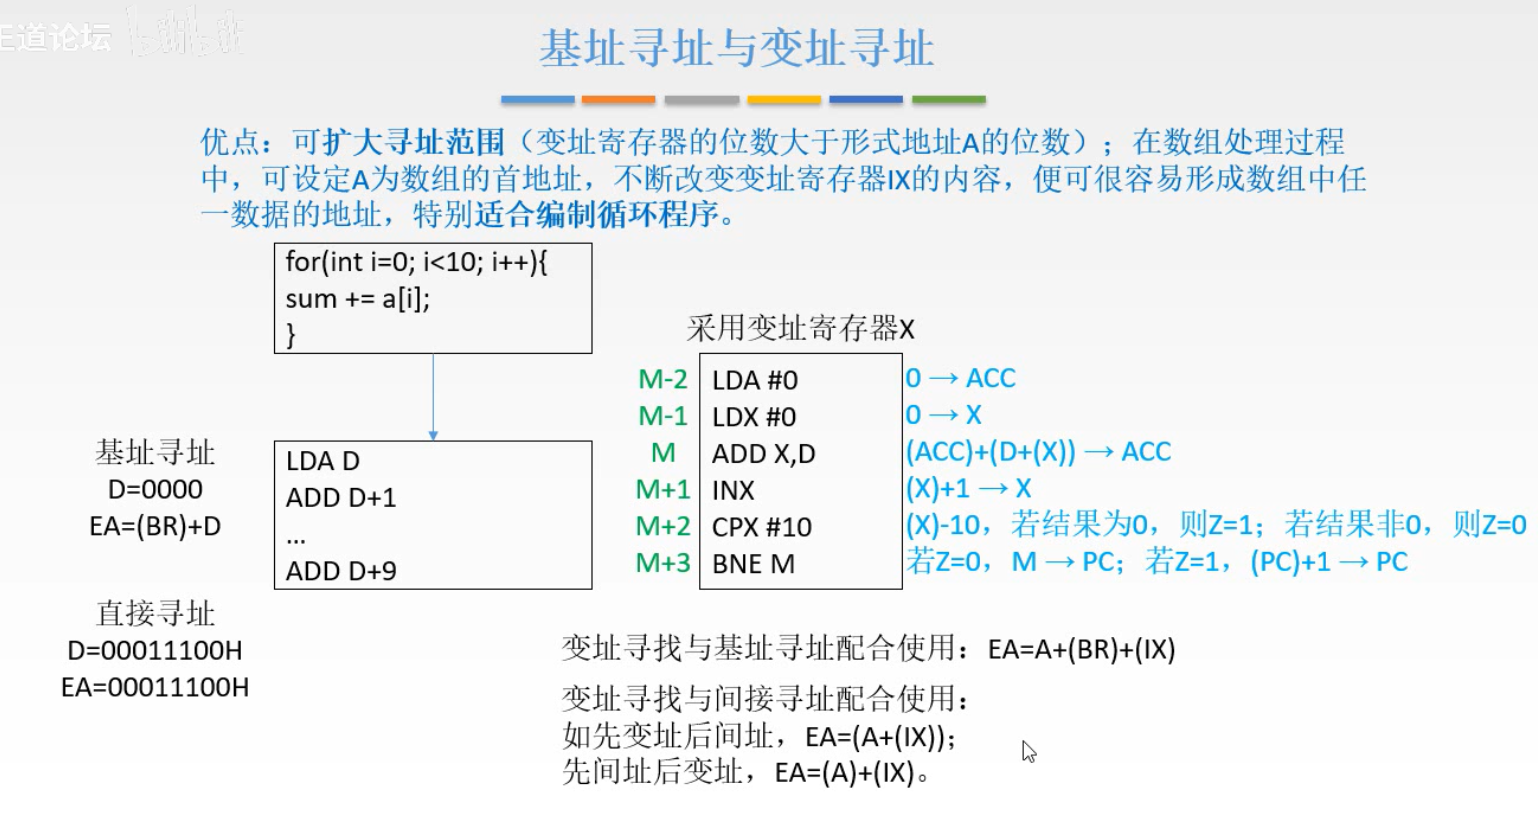 王道论坛 bilibili
基址寻址与变址寻址
优点：可扩大寻址范围（变址寄存器的位数大于形式地址A的位数）；在数组处理过程
中，可设定A为数组的首地址，不断改变变址寄存器IX的内容，便可很容易形成数组中任
一数据的地址，特别适合编制循环程序。
for(int i=0; i<10; i++){
sum += a[i];
}
基址寻址
D=0000
EA=(BR)+D
直接寻址
D=00011100H
EA=00011100H
LDA D
ADD D+1
...
ADD D+9
采用变址寄存器X
M-2 LDA #0 0 → ACC
M-1 LDX #0 0 → X
M ADD X,D (ACC)+(D+(X)) → ACC
M+1 INX (X)+1 → X
M+2 CPX #10 (X)-10，若结果为0，则Z=1；若结果非0，则Z=0
M+3 BNE M 若Z=0，M → PC；若Z=1，(PC)+1 → PC
变址寻找与基址寻址配合使用：EA=A+(BR)+(IX)
变址寻找与间接寻址配合使用：
如先变址后间址，EA=(A+(IX))；
先间址后变址，EA=(A)+(IX)。